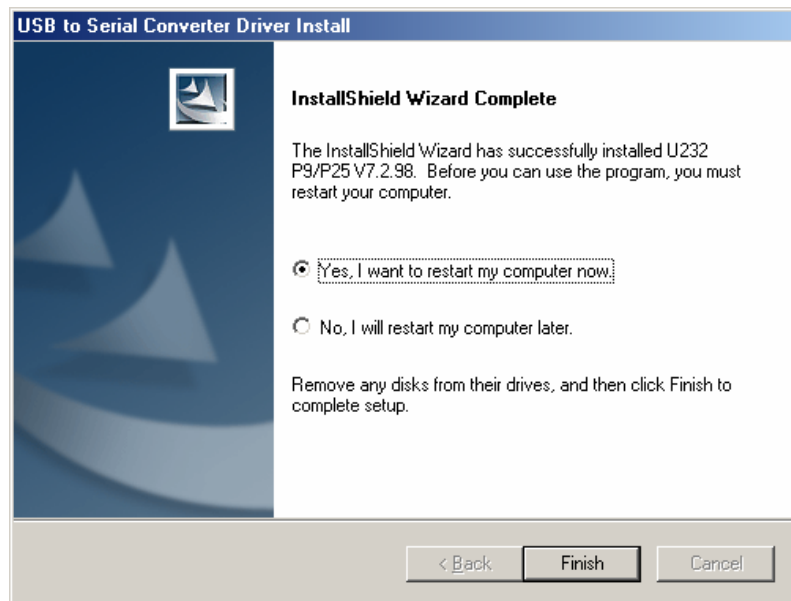 USB to Serial Converter Driver Install
InstallShield Wizard Complete
The InstallShield Wizard has successfully installed U232
P9/P25 V7.2.98.  Before you can use the program, you must
restart your computer.
Yes, I want to restart my computer now.
No, I will restart my computer later.
Remove any disks from their drives, and then click Finish to
complete setup.
< Back
Finish
Cancel